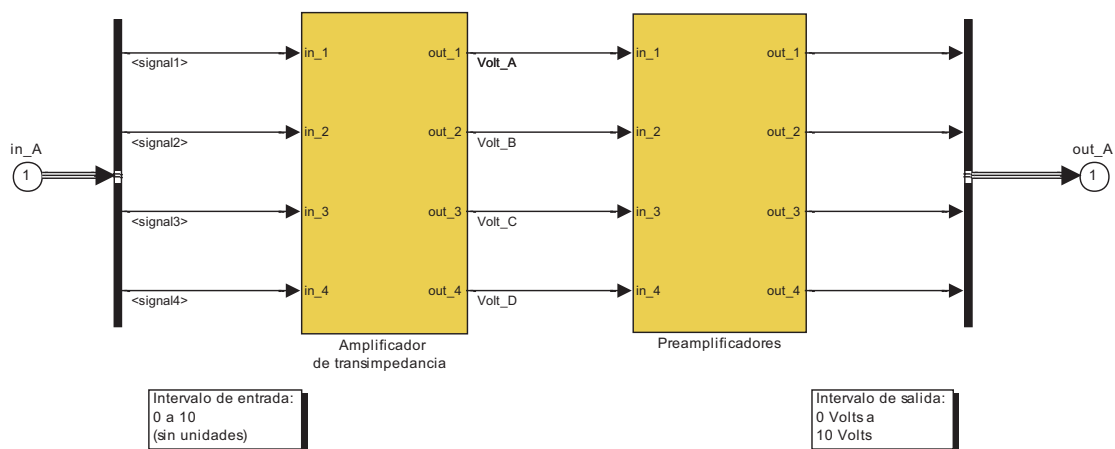 in_A
1
<signal1>
<signal2>
<signal3>
<signal4>
in_1
in_2
in_3
in_4
out_1
out_2
out_3
out_4
Amplificador
de transimpedancia
Volt_A
Volt_B
Volt_C
Volt_D
in_1
in_2
in_3
in_4
out_1
out_2
out_3
out_4
Preamplificadores
out_A
1
Intervalo de entrada:
0 a 10
(sin unidades)
Intervalo de salida:
0 Volts a
10 Volts